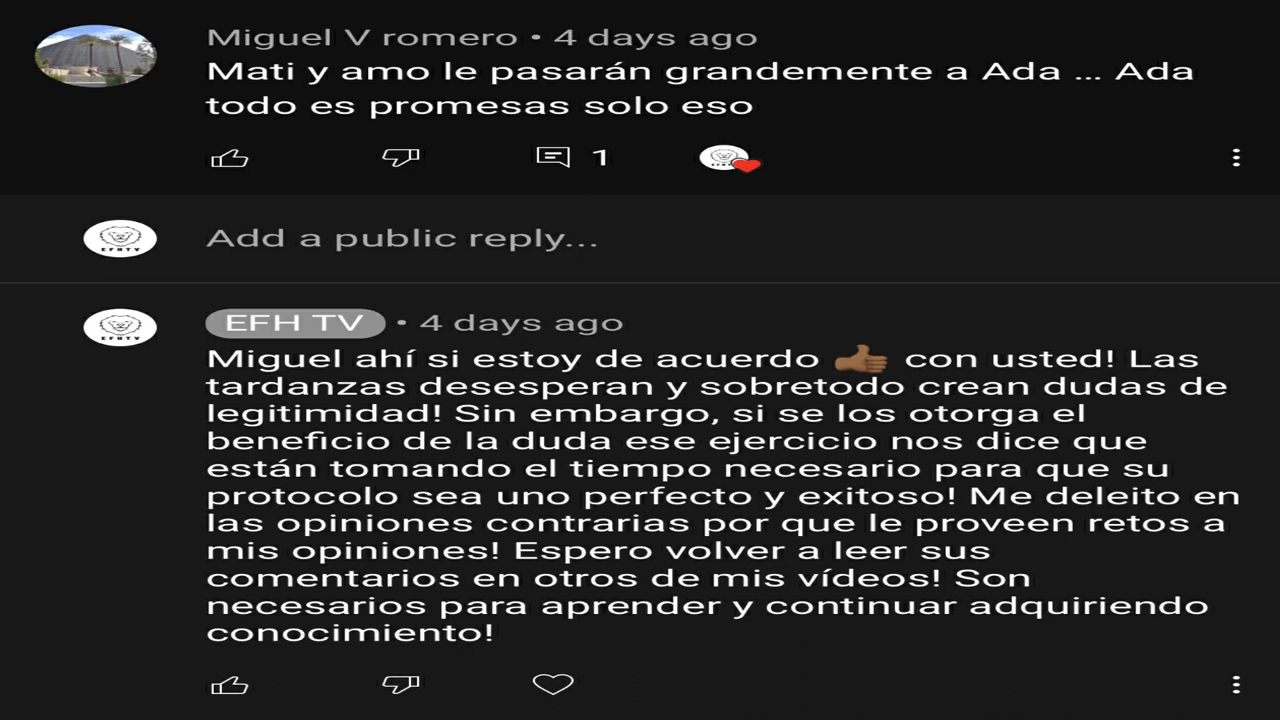 Miguel V romero • 4 days ago
Mati y amo le pasarán grandemente a Ada ... Ada
todo es promesas solo eso
1
Add a public reply...
EFHTV
EFH TV • 4 days ago
Miguel ahí si estoy de acuerdo 👍🏾 con usted! Las
tardanzas desesperan y sobretodo crean dudas de
legitimidad! Sin embargo, si se los otorga el
beneficio de la duda ese ejercicio nos dice que
están tomando el tiempo necesario para que su
protocolo sea uno perfecto y exitoso! Me deleito en
las opiniones contrarias por que le proveen retos a
mis opiniones! Espero volver a leer sus
comentarios en otros de mis vídeos! Son
necesarios para aprender y continuar adquiriendo
conocimiento!